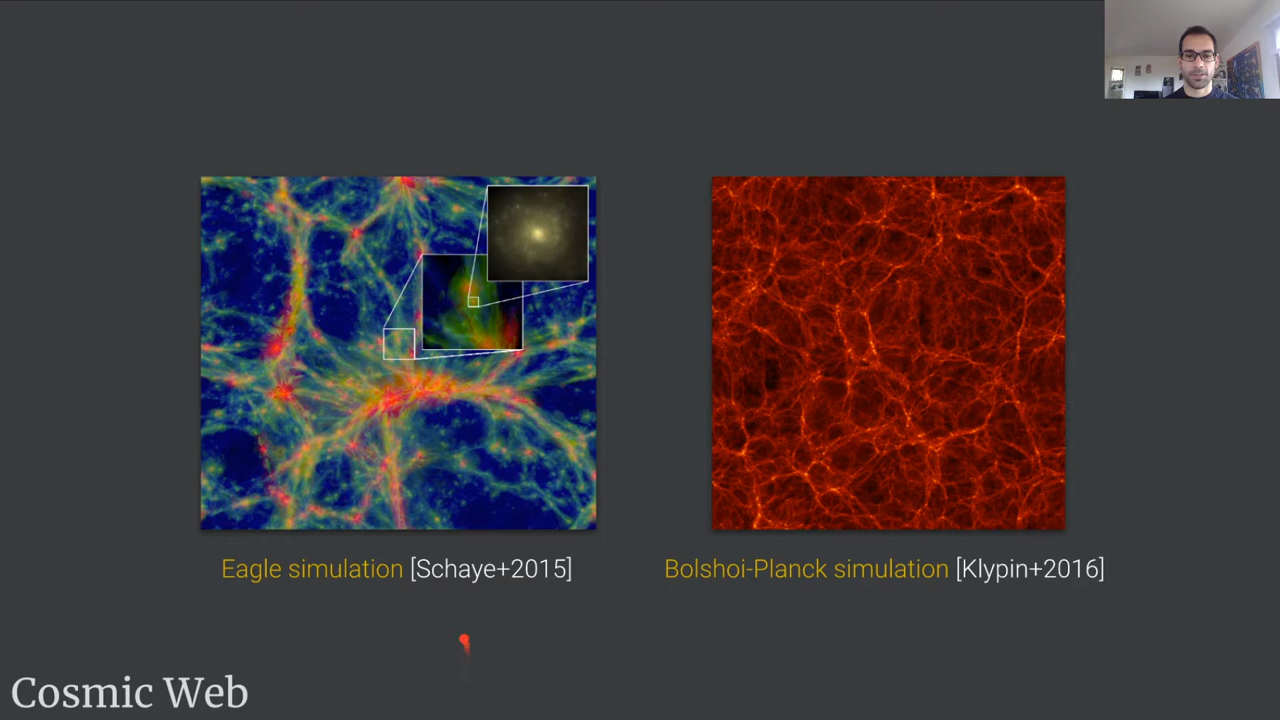 Eagle simulation [Schaye+2015]
Bolshoi-Planck simulation [Klypin+2016]
Cosmic Web